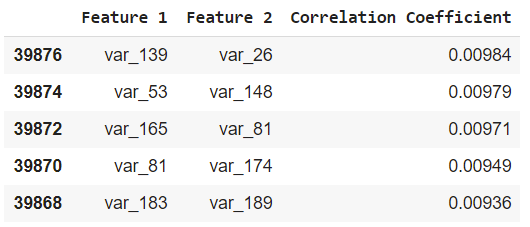 Feature 1 Feature 2 Correlation Coefficient
39876 var_139 var_26 0.00984
39874 var_53 var_148 0.00979
39872 var_165 var_81 0.00971
39870 var_81 var_174 0.00949
39868 var_183 var_189 0.00936